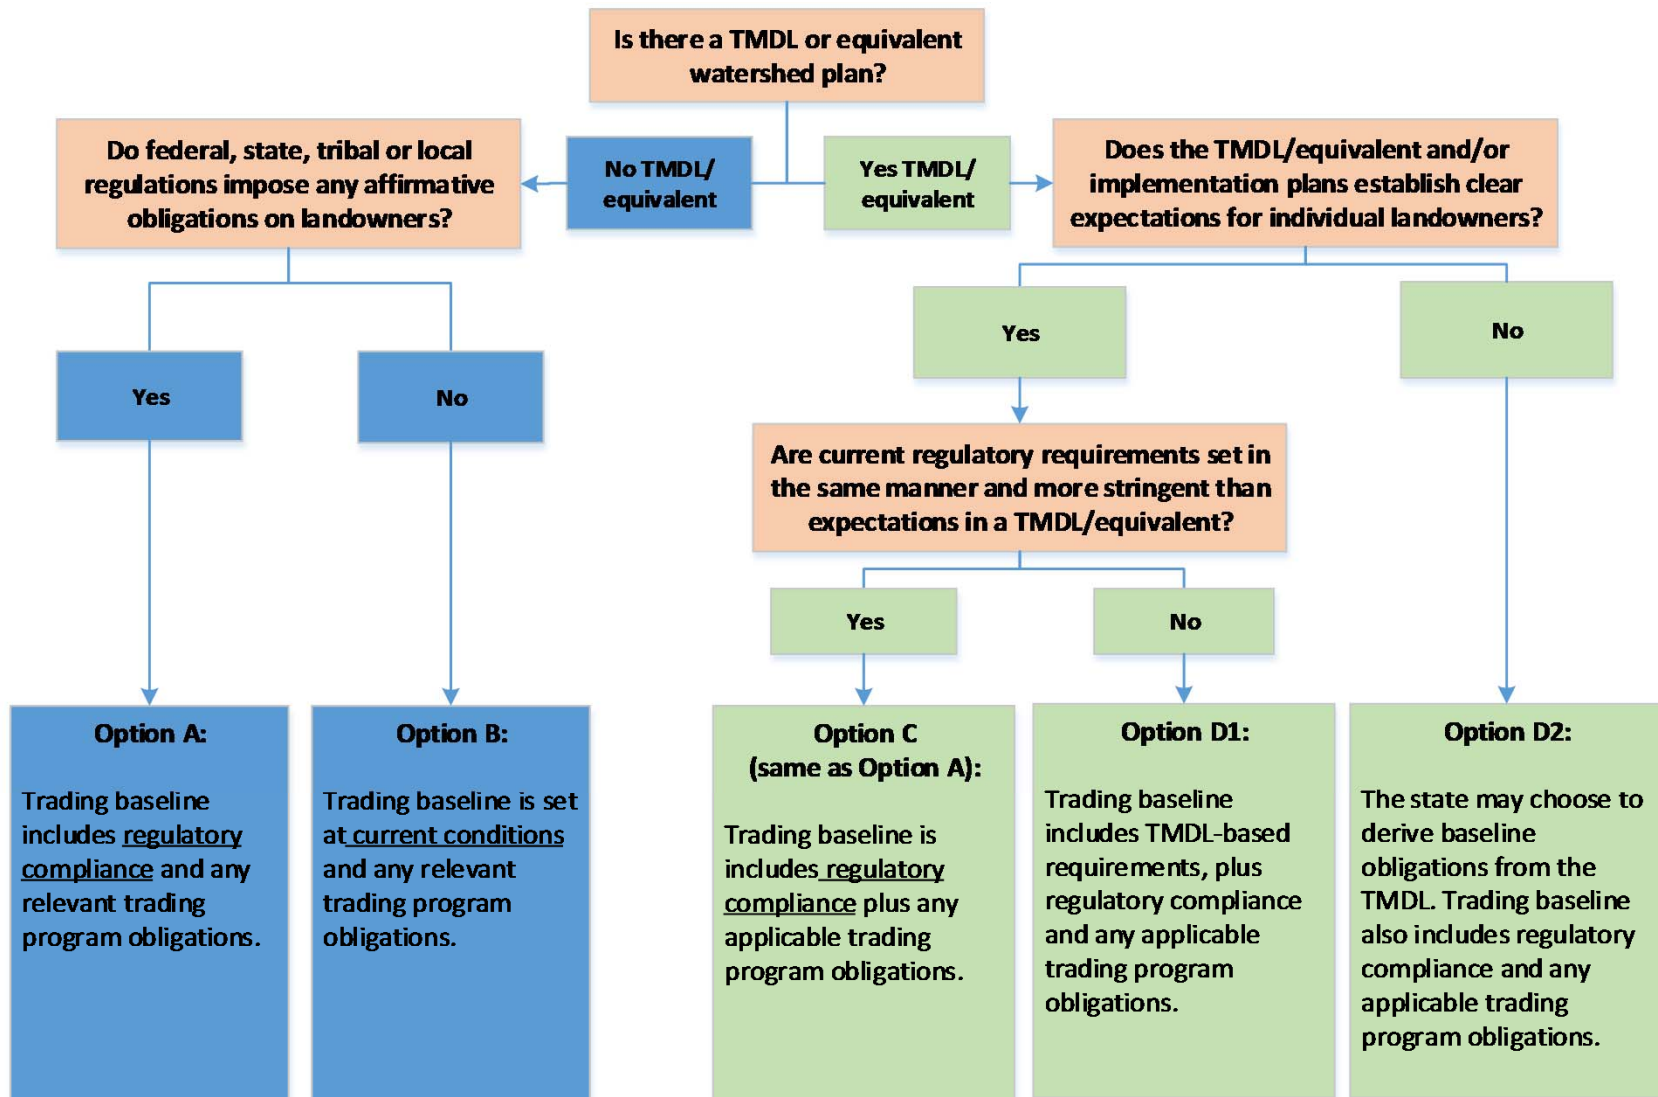 Is there a TMDL or equivalent
watershed plan?
Do federal, state, tribal or local
regulations impose any affirmative
obligations on landowners?
No TMDL/
equivalent
Yes TMDL/
equivalent
Does the TMDL/equivalent and/or
implementation plans establish clear
expectations for individual landowners?
Yes
No
Yes
No
Are current regulatory requirements set in
the same manner and more stringent than
expectations in a TMDL/equivalent?
Yes
No
Option A:
Trading baseline
includes regulatory
compliance and any
relevant trading
program obligations.
Option B:
Trading baseline is set
at current conditions
and any relevant
trading program
obligations.
Option C
(same as Option A):
Trading baseline is
includes regulatory
compliance plus any
applicable trading
program obligations.
Option D1:
Trading baseline
includes TMDL-based
requirements, plus
regulatory compliance
and any applicable
trading program
obligations.
Option D2:
The state may choose to
derive baseline
obligations from the
TMDL. Trading baseline
also includes regulatory
compliance and any
applicable trading
program obligations.